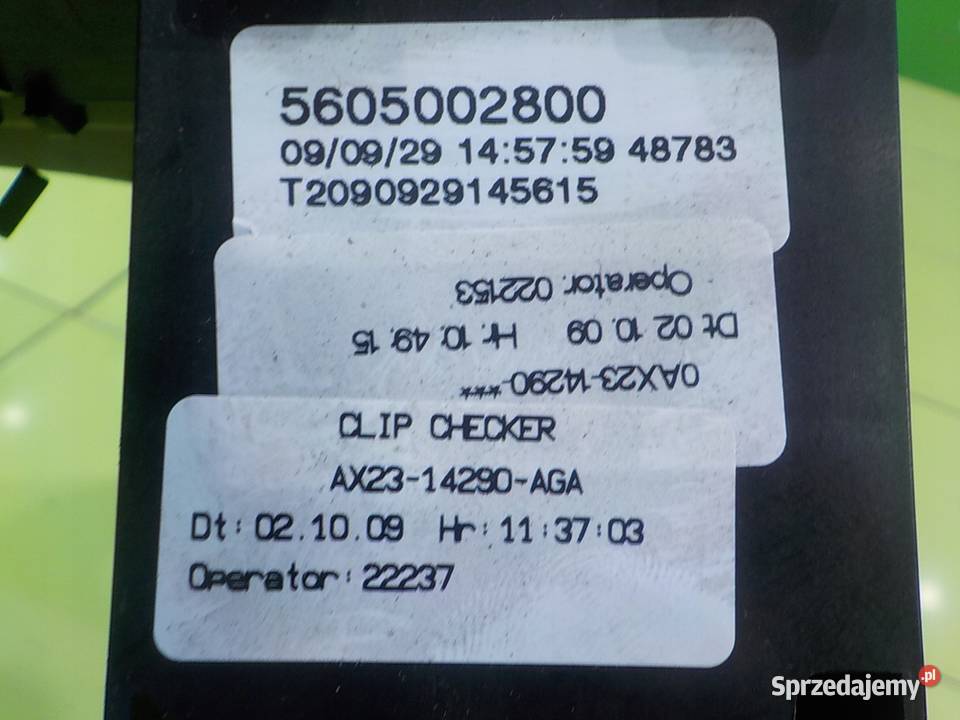 5605002800
09/09/29 14:57:59 48783
T2090929145615
0AX23-14290-***
Dt 02. 10. 09 Hr. 10. 49. 15
Operator. 022153
CLIP CHECKER
AX23-14290-AGA
Dt: 02.10.09 Hr: 11:37:03
Operator: 22237
Sprzedajemy.pl